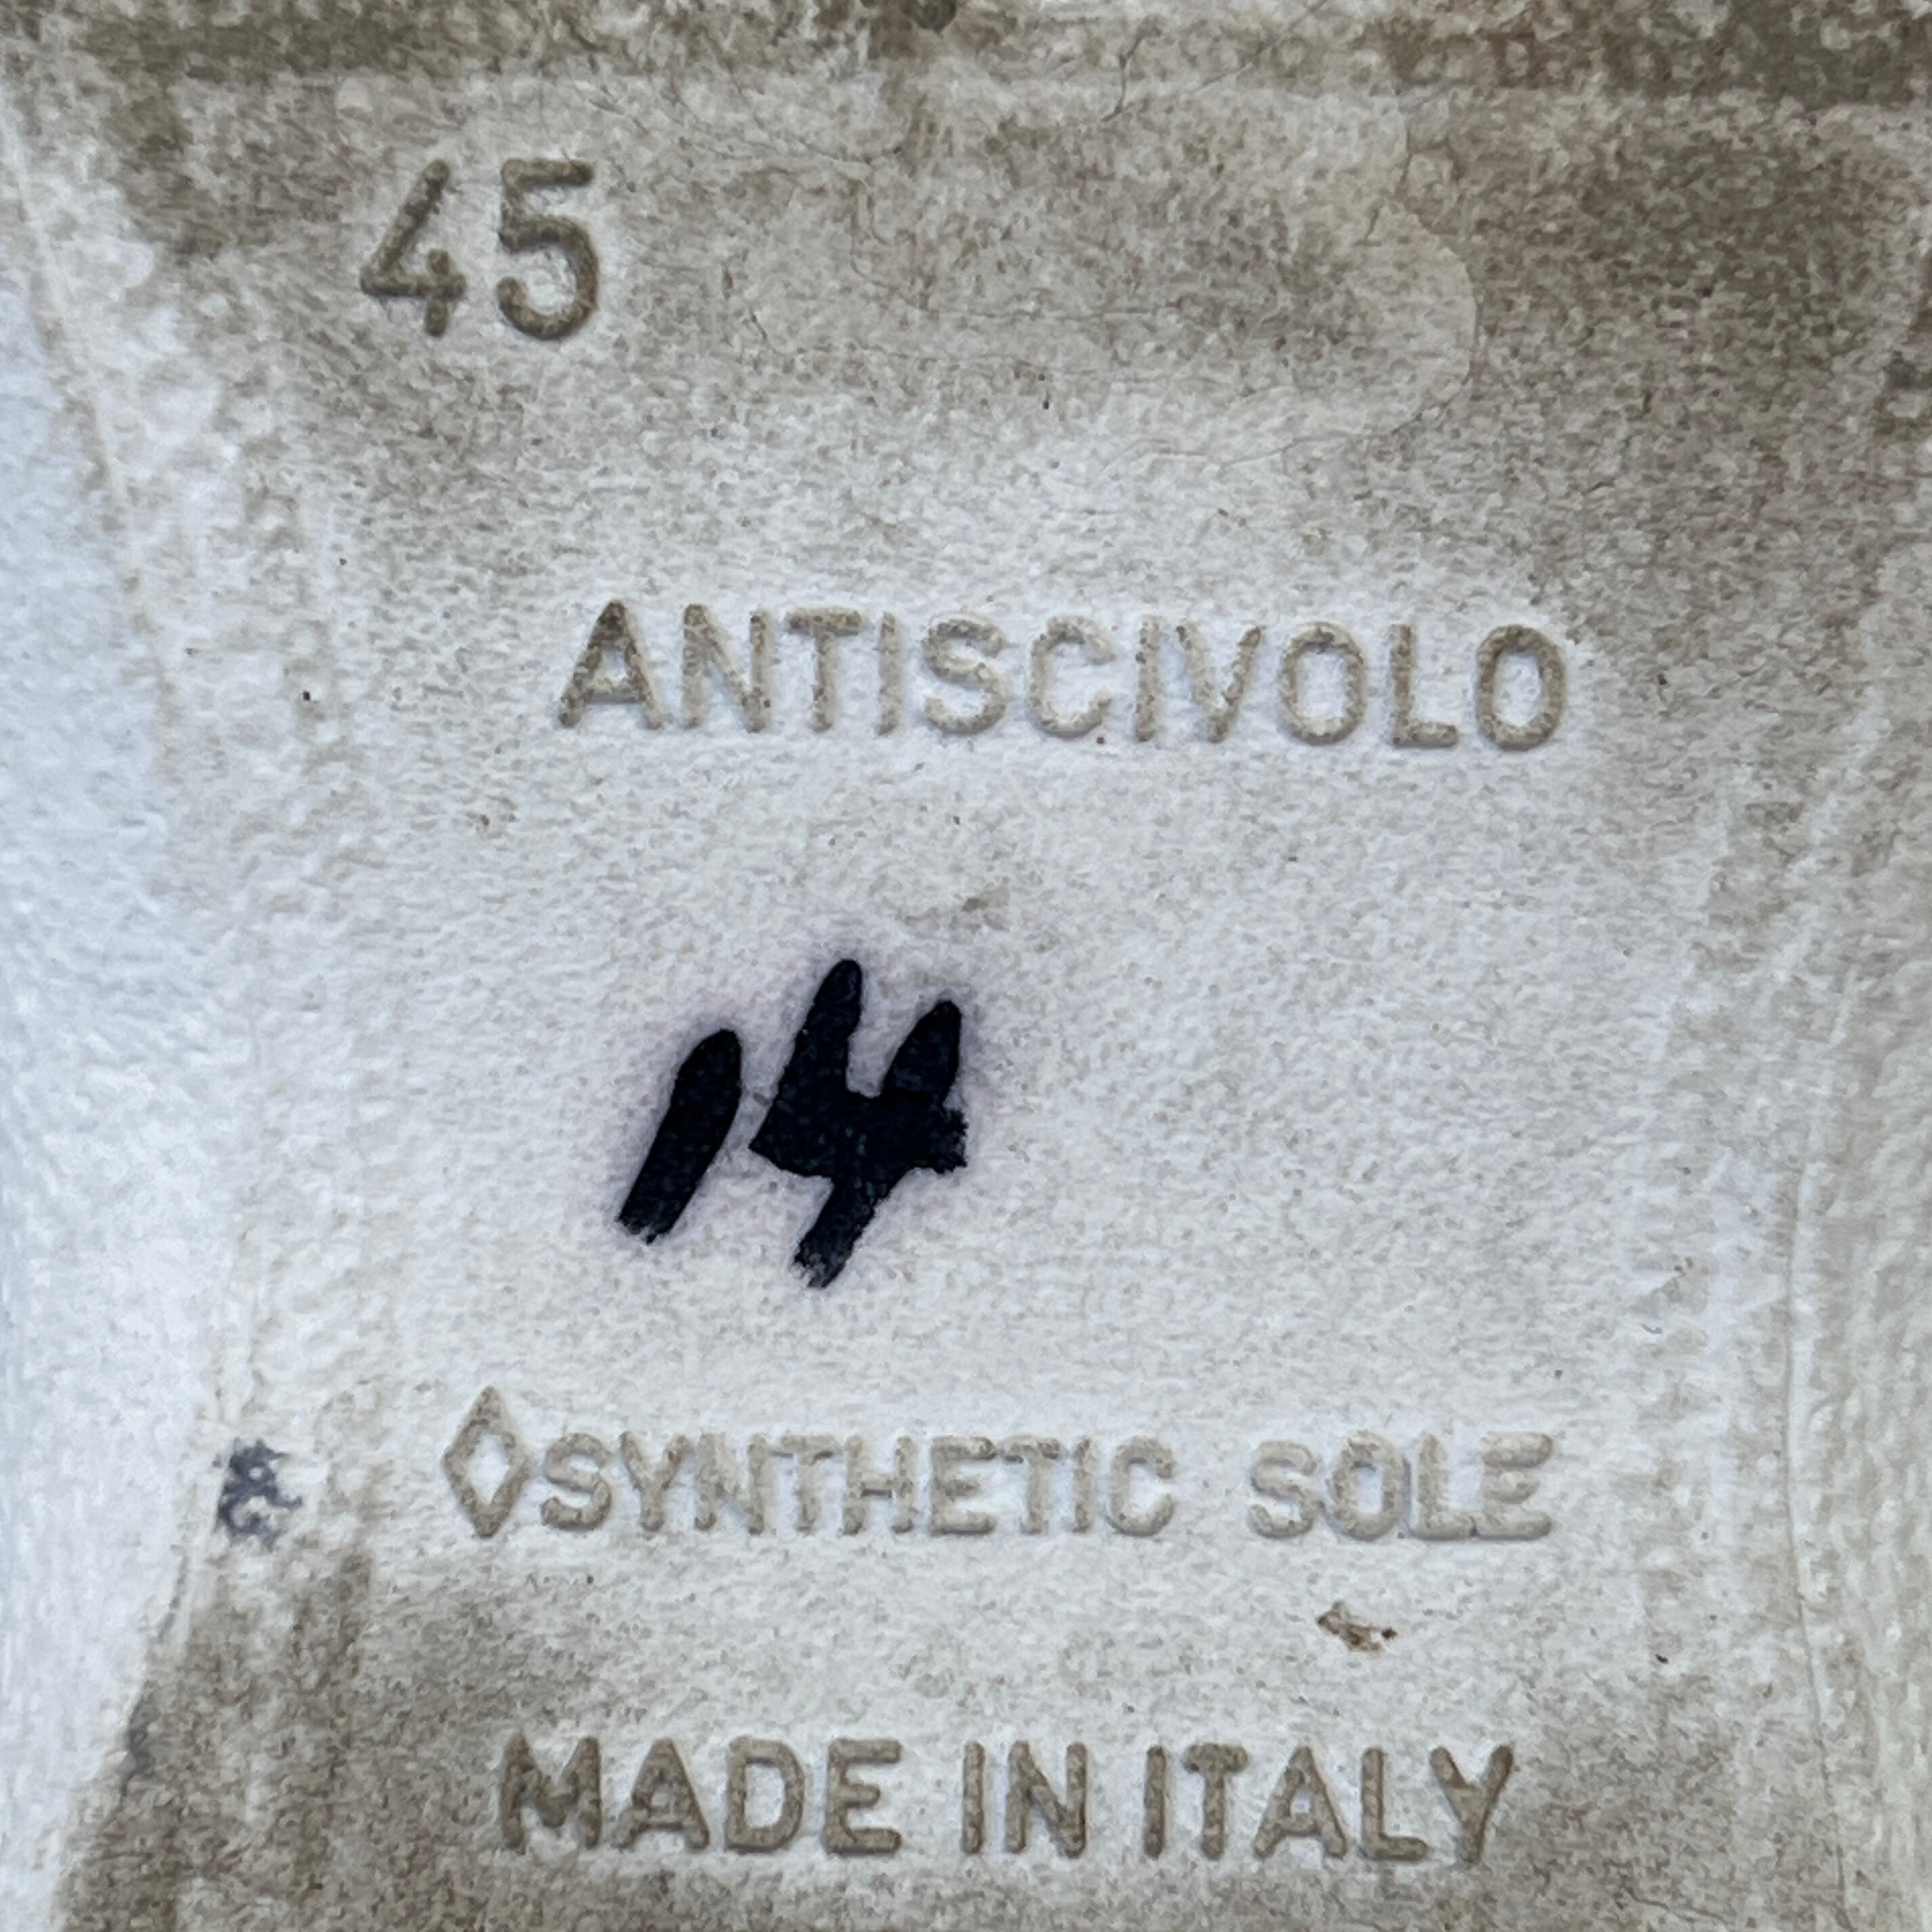 45
ANTISCIVOLO
14
◊SYNTHETIC SOLE
MADE IN ITALY